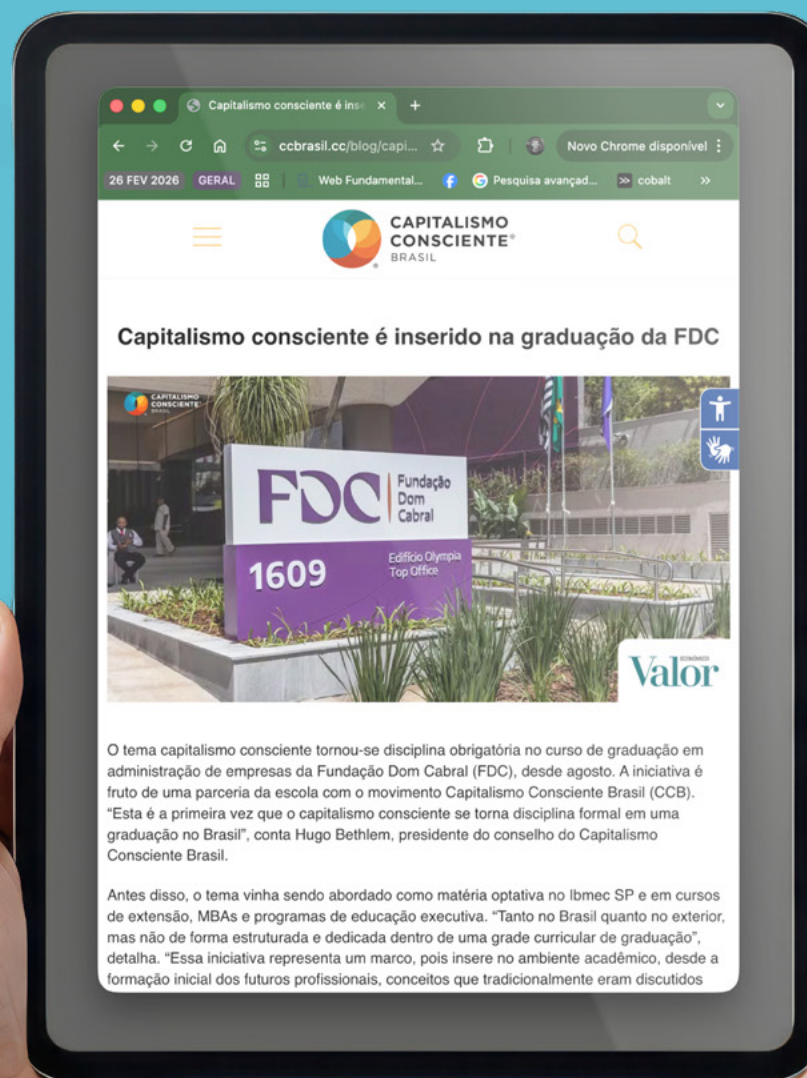 Capitalismo consciente é inse
ccbrasil.cc/blog/capi...
Novo Chrome disponível
26 FEV 2026 GERAL
Web Fundamental...
Pesquisa avançad...
cobalt
CAPITALISMO
CONSCIENTE®
BRASIL
Capitalismo consciente é inserido na graduação da FDC
CAPITALISMO
CONSCIENTE
BRASIL
FDC
Fundação
Dom
Cabral
1609
Edifício Olympia
Top Office
Valor
ECONÔMICO
O tema capitalismo consciente tornou-se disciplina obrigatória no curso de graduação em
administração de empresas da Fundação Dom Cabral (FDC), desde agosto. A iniciativa é
fruto de uma parceria da escola com o movimento Capitalismo Consciente Brasil (CCB).
“Esta é a primeira vez que o capitalismo consciente se torna disciplina formal em uma
graduação no Brasil”, conta Hugo Bethlem, presidente do conselho do Capitalismo
Consciente Brasil.
Antes disso, o tema vinha sendo abordado como matéria optativa no Ibmec SP e em cursos
de extensão, MBAs e programas de educação executiva. “Tanto no Brasil quanto no exterior,
mas não de forma estruturada e dedicada dentro de uma grade curricular de graduação”,
detalha. “Essa iniciativa representa um marco, pois insere no ambiente acadêmico, desde a
formação inicial dos futuros profissionais, conceitos que tradicionalmente eram discutidos